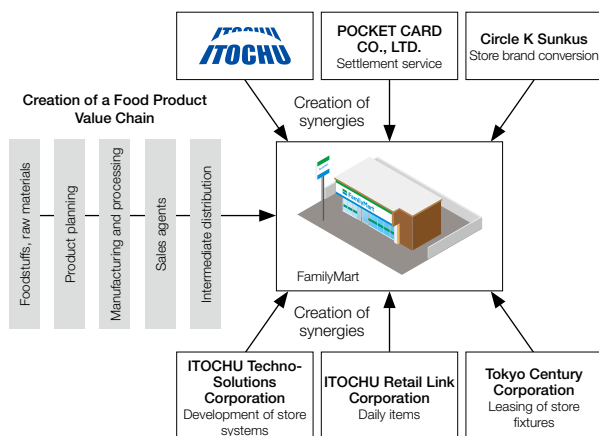 ITOCHU
POCKET CARD
CO., LTD.
Settlement service
Circle K Sunkus
Store brand conversion
Creation of
synergies
Creation of a Food Product
Value Chain
Foodstuffs, raw materials
Product planning
Manufacturing and processing
Sales agents
Intermediate distribution
FamilyMart
FamilyMart
Creation of
synergies
ITOCHU Techno-
Solutions
Corporation
Development of store
systems
ITOCHU Retail Link
Corporation
Daily items
Tokyo Century
Corporation
Leasing of store
fixtures